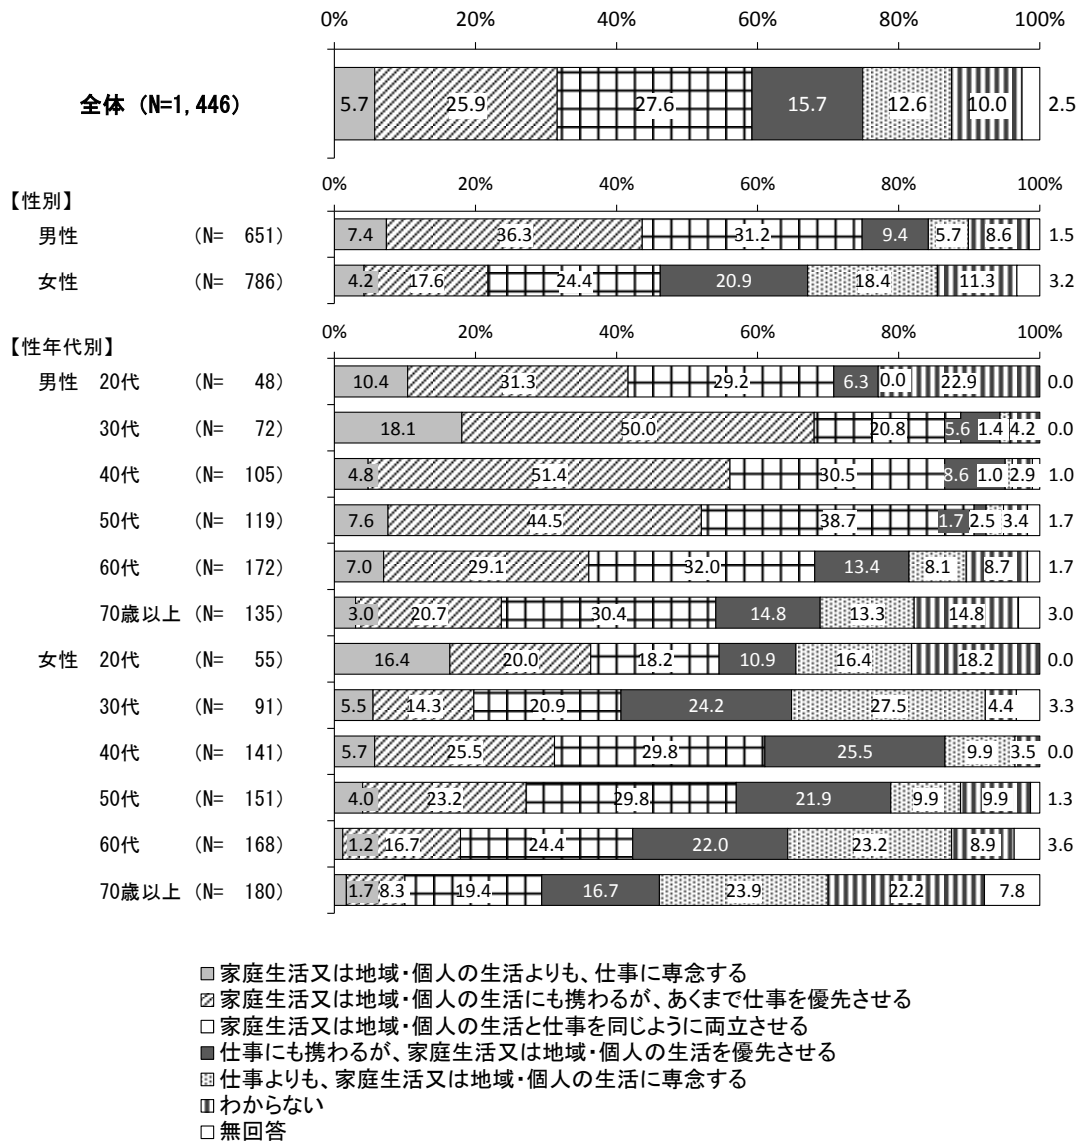 0% 20% 40% 60% 80% 100%
全体 (N=1,446) 5.7 25.9 27.6 15.7 12.6 10.0 2.5
【性別】 0% 20% 40% 60% 80% 100%
男性 (N= 651) 7.4 36.3 31.2 9.4 5.7 8.6 1.5
女性 (N= 786) 4.2 17.6 24.4 20.9 18.4 11.3 3.2
【性年代別】 0% 20% 40% 60% 80% 100%
男性 20代 (N= 48) 10.4 31.3 29.2 6.3 0.0 22.9 0.0
30代 (N= 72) 18.1 50.0 20.8 5.6 1.4 4.2 0.0
40代 (N= 105) 4.8 51.4 30.5 8.6 1.0 2.9 1.0
50代 (N= 119) 7.6 44.5 38.7 1.7 2.5 3.4 1.7
60代 (N= 172) 7.0 29.1 32.0 13.4 8.1 8.7 1.7
70歳以上 (N= 135) 3.0 20.7 30.4 14.8 13.3 14.8 3.0
女性 20代 (N= 55) 16.4 20.0 18.2 10.9 16.4 18.2 0.0
30代 (N= 91) 5.5 14.3 20.9 24.2 27.5 4.4 3.3
40代 (N= 141) 5.7 25.5 29.8 25.5 9.9 3.5 0.0
50代 (N= 151) 4.0 23.2 29.8 21.9 9.9 9.9 1.3
60代 (N= 168) 1.2 16.7 24.4 22.0 23.2 8.9 3.6
70歳以上 (N= 180) 1.7 8.3 19.4 16.7 23.9 22.2 7.8
家庭生活又は地域・個人の生活よりも、仕事に専念する
家庭生活又は地域・個人の生活にも携わるが、あくまで仕事を優先させる
家庭生活又は地域・個人の生活と仕事を同じように両立させる
仕事にも携わるが、家庭生活又は地域・個人の生活を優先させる
仕事よりも、家庭生活又は地域・個人の生活に専念する
わからない
無回答